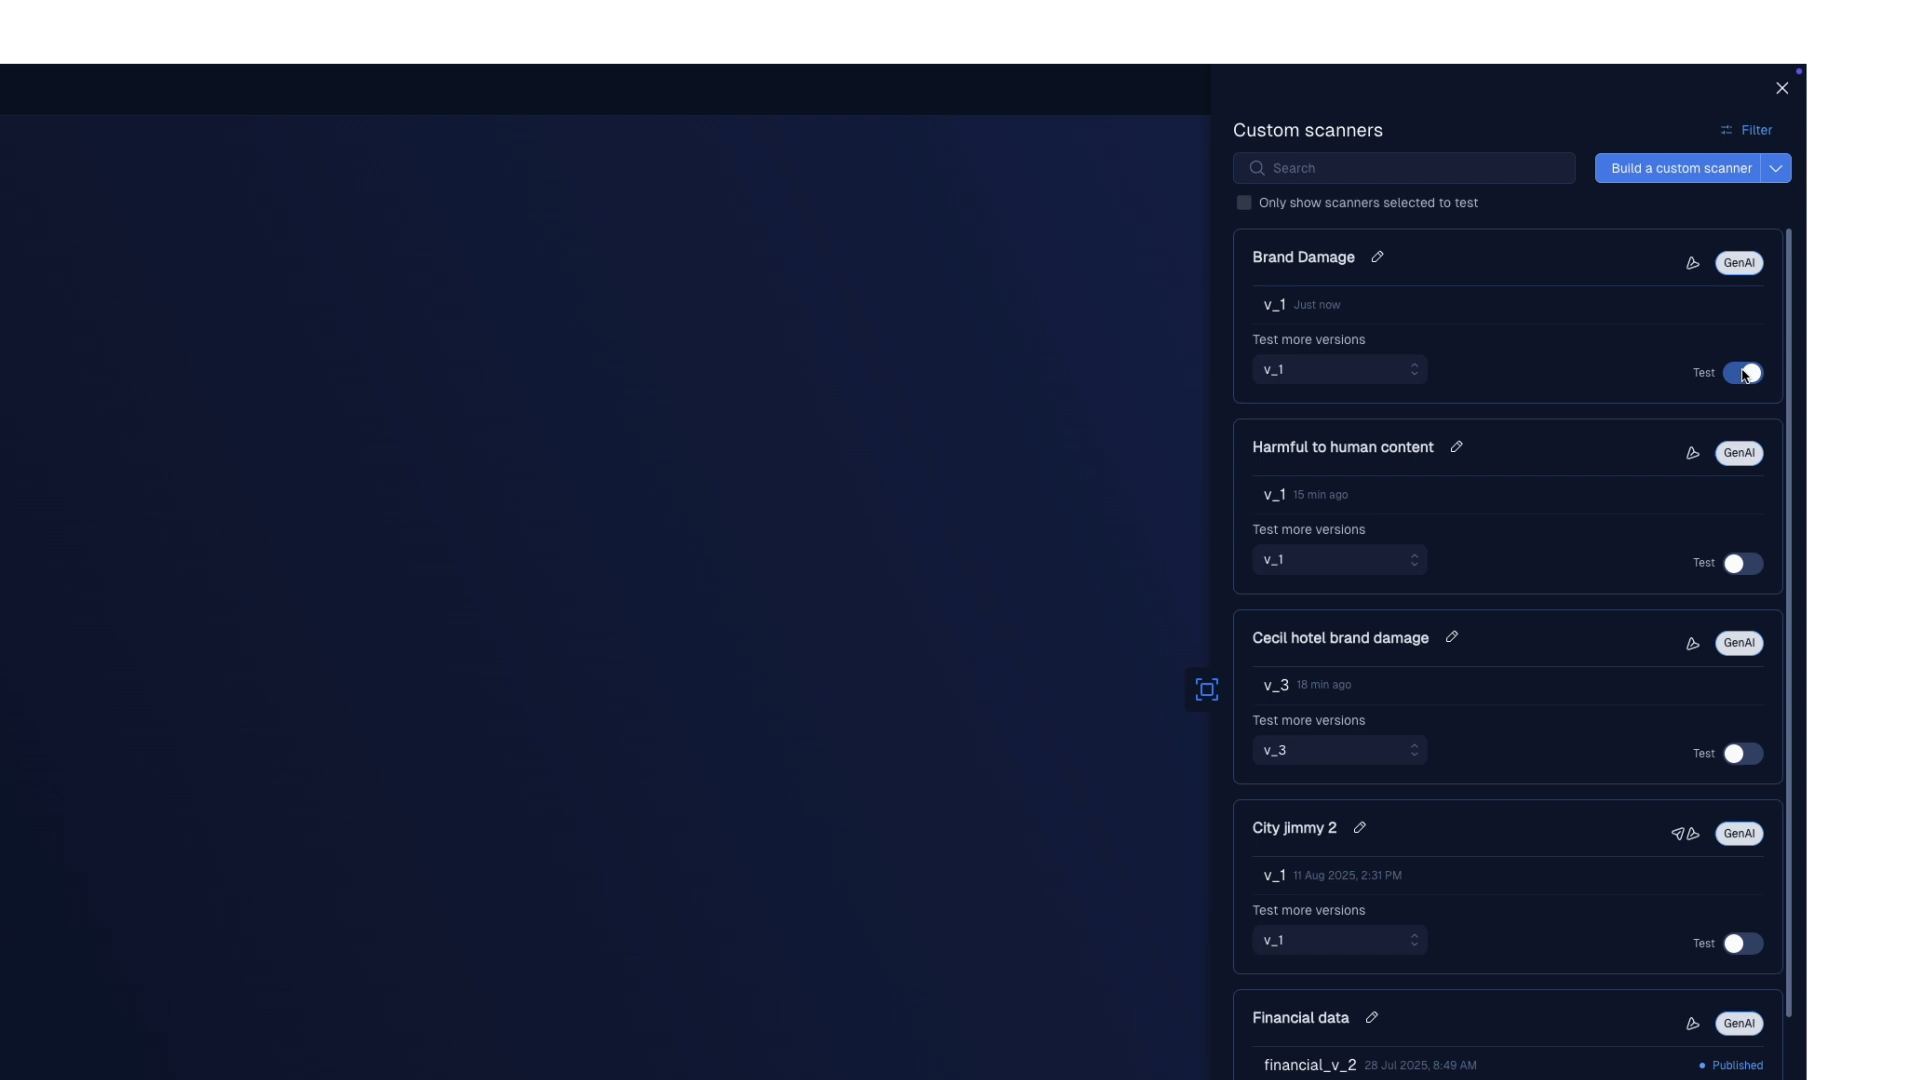 Custom scanners
Filter
Search
Build a custom scanner
Only show scanners selected to test
Brand Damage
GenAI
v_1 Just now
Test more versions
v_1
Test
Harmful to human content
GenAI
v_1 15 min ago
Test more versions
v_1
Test
Cecil hotel brand damage
GenAI
v_3 18 min ago
Test more versions
v_3
Test
City jimmy 2
GenAI
v_1 11 Aug 2025, 2:31 PM
Test more versions
v_1
Test
Financial data
GenAI
financial_v_2 28 Jul 2025, 8:49 AM
Published